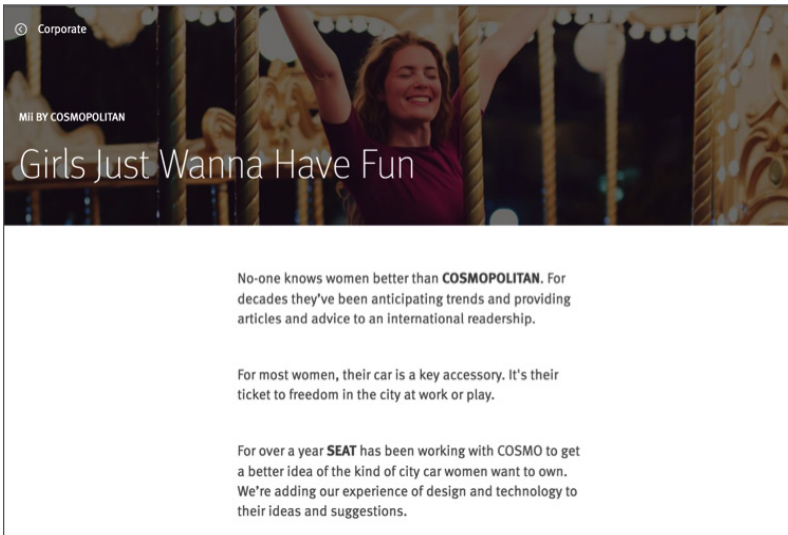 Corporate
Mii BY COSMOPOLITAN
Girls Just Wanna Have Fun
No-one knows women better than COSMOPOLITAN. For
decades they've been anticipating trends and providing
articles and advice to an international readership.
For most women, their car is a key accessory. It's their
ticket to freedom in the city at work or play.
For over a year SEAT has been working with COSMO to get
a better idea of the kind of city car women want to own.
We're adding our experience of design and technology to
their ideas and suggestions.